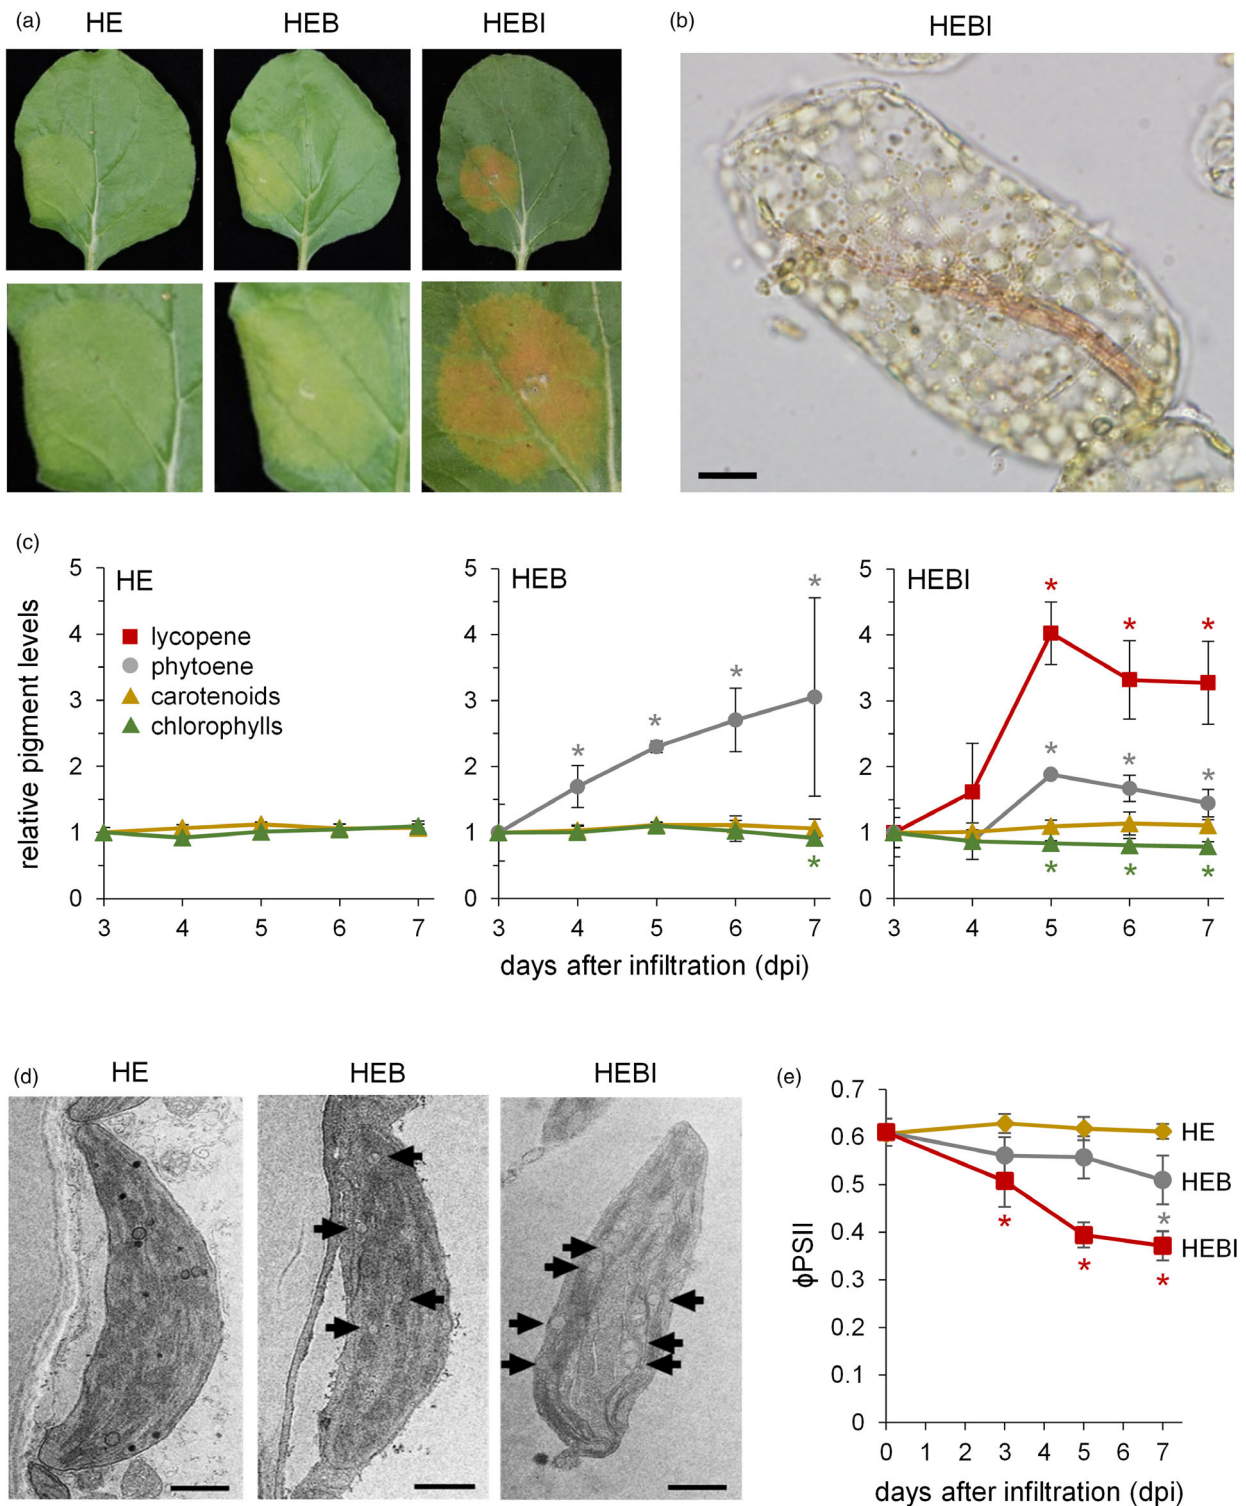 (a) HE HEB HEBI
(b) HEBI
(c)
relative pigment levels
5
4
3
2
1
0
HE
lycopene
phytoene
carotenoids
chlorophylls
3 4 5 6 7
5
4
3
2
1
0
HEB
* * * *
*
3 4 5 6 7
5
4
3
2
1
0
HEBI
* * *
* * *
* * *
3 4 5 6 7
days after infiltration (dpi)
(d) HE HEB HEBI
(e)
ϕPSII
0.7
0.6
0.5
0.4
0.3
0.2
0.1
0
HE
HEB
*
HEBI
* * *
0 1 2 3 4 5 6 7
days after infiltration (dpi)